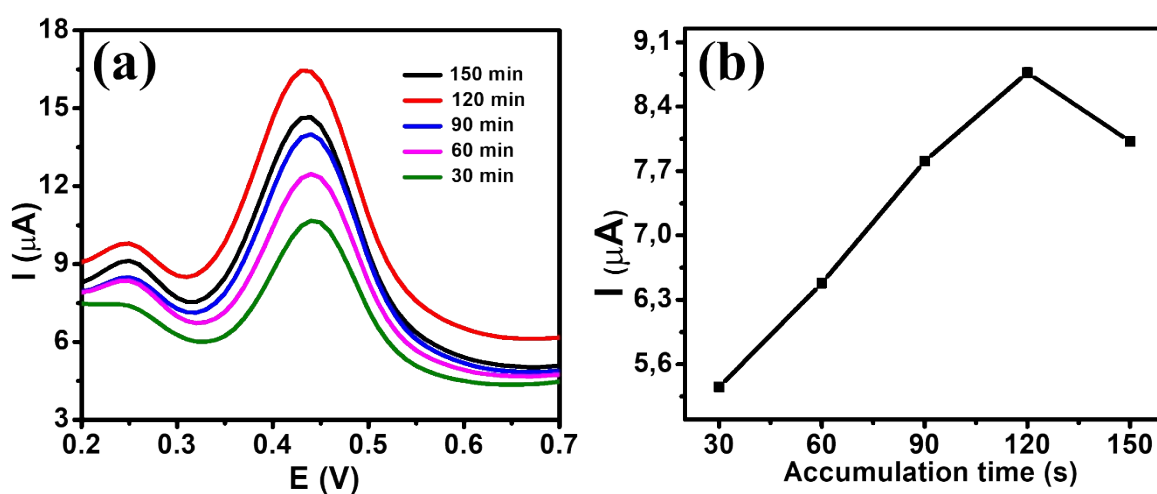 (a)
18
15
12
9
6
3
I (μA)
150 min
120 min
90 min
60 min
30 min
0.2 0.3 0.4 0.5 0.6 0.7
E (V)
(b)
9,1
8,4
7,7
7,0
6,3
5,6
I (μA)
30 60 90 120 150
Accumulation time (s)